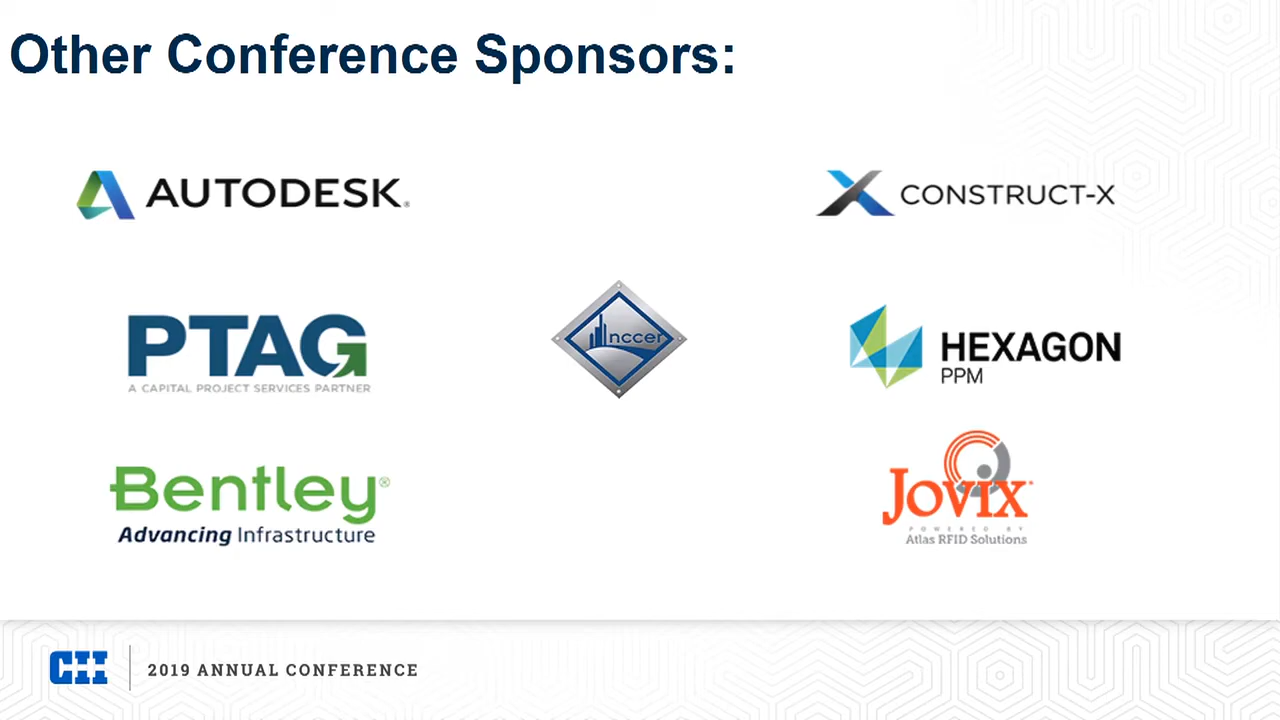 Other Conference Sponsors:
AUTODESK®
CONSTRUCT-X
PTAG
A CAPITAL PROJECT SERVICES PARTNER
nccer
HEXAGON
PPM
Bentley®
Advancing Infrastructure
JOVIX
POWERED BY
Atlas RFID Solutions
CII
2019 ANNUAL CONFERENCE